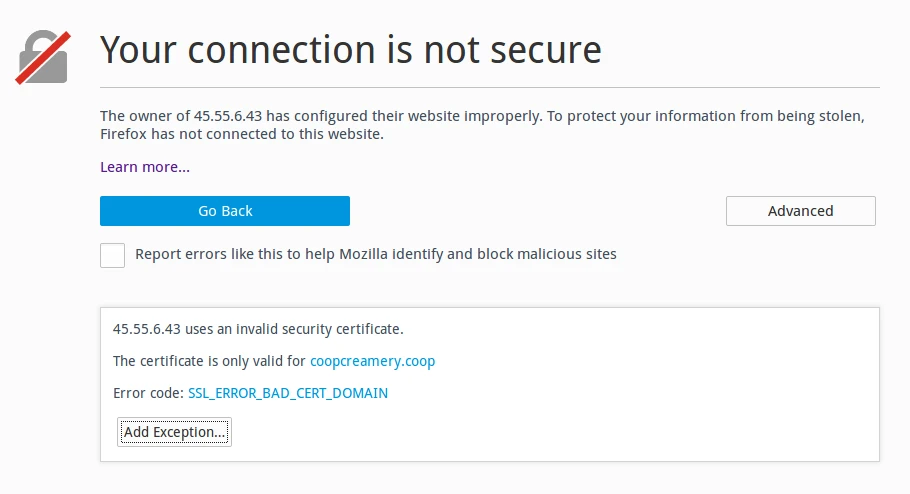 Your connection is not secure
The owner of 45.55.6.43 has configured their website improperly. To protect your information from being stolen,
Firefox has not connected to this website.
Learn more...
Go Back
Advanced
Report errors like this to help Mozilla identify and block malicious sites
45.55.6.43 uses an invalid security certificate.
The certificate is only valid for coopcreamery.coop
Error code: SSL_ERROR_BAD_CERT_DOMAIN
Add Exception...